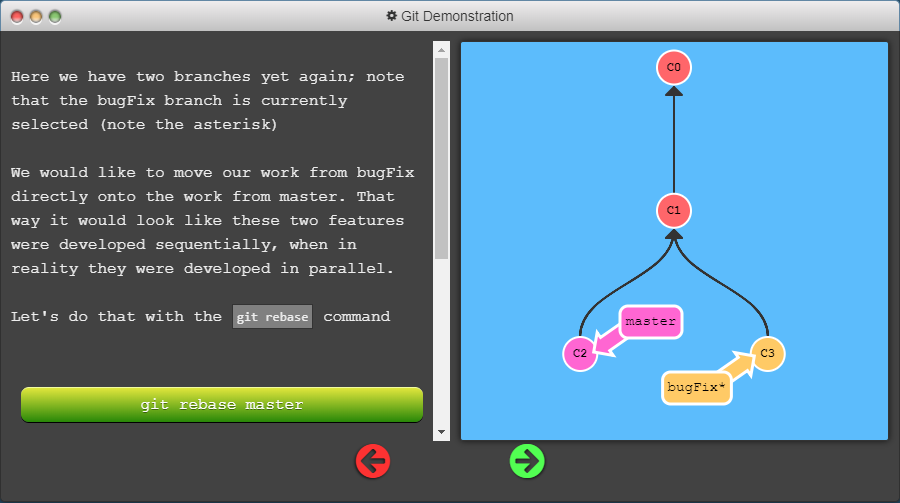 Git Demonstration
Here we have two branches yet again; note
that the bugFix branch is currently
selected (note the asterisk)
We would like to move our work from bugFix
directly onto the work from master. That
way it would look like these two features
were developed sequentially, when in
reality they were developed in parallel.
Let's do that with the git rebase command
git rebase master
C0
C1
master
C2
C3
bugFix*